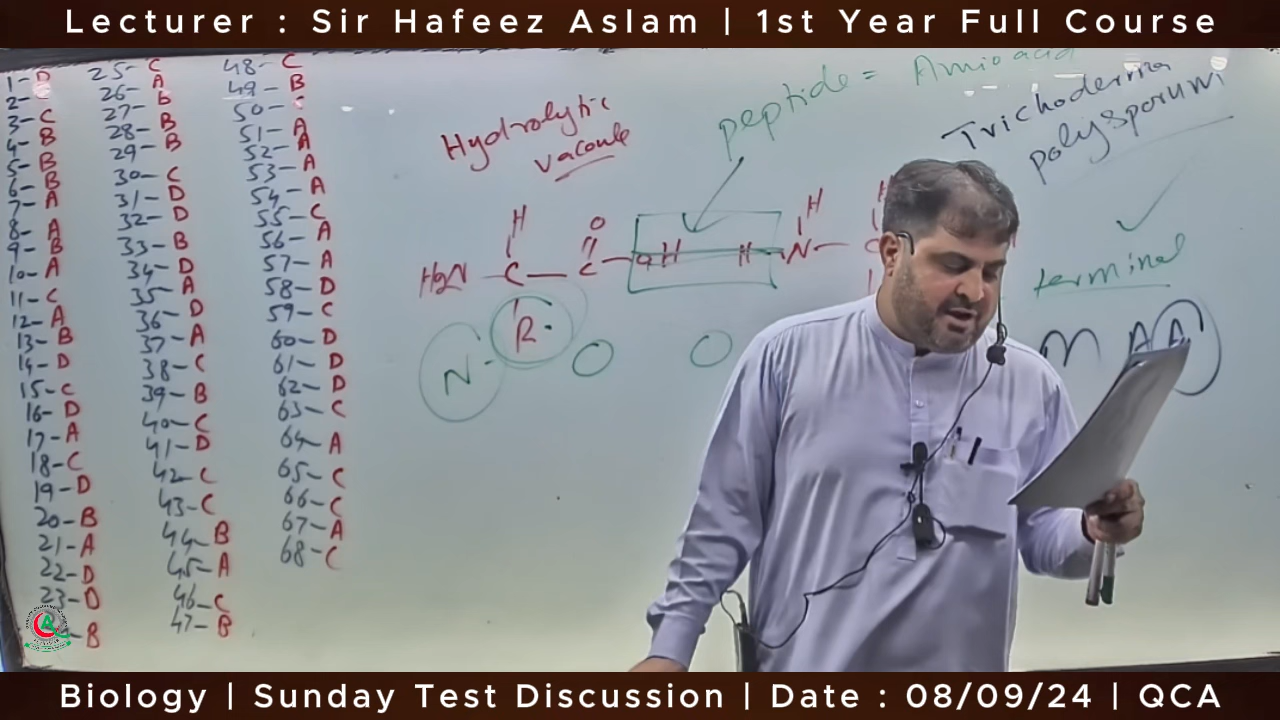 Lecturer : Sir Hafeez Aslam | 1st Year Full Course
1- D
2-
3- C
4- B
5- B
6- B
7- A
8- A
9- B
10- A
11- C
12- A
13- B
14- D
15- C
16- D
17- A
18- C
19- D
20- B
21- A
22- D
23- D
- B
25- C
26- A
27- b
28- B
29- B
30- C
31- D
32- D
33- B
34- D
35- A
36- D
37- A
38- C
39- B
40- C
41- D
42- C
43- C
44- B
45- A
46- C
47- B
48- C
49- B
50-
51- A
52- A
53- A
54- A
55- C
56- A
57- A
58- D
59- C
60- D
61- D
62- D
63- C
64- A
65- C
66- C
67- A
68- C
Hydrolytic
vacoule
peptide = Amioacid
Trichoderma
polysporum
H
O
H
H2N - C - C - OH
H - N - C
R
N
terminal
Biology | Sunday Test Discussion | Date : 08/09/24 | QCA